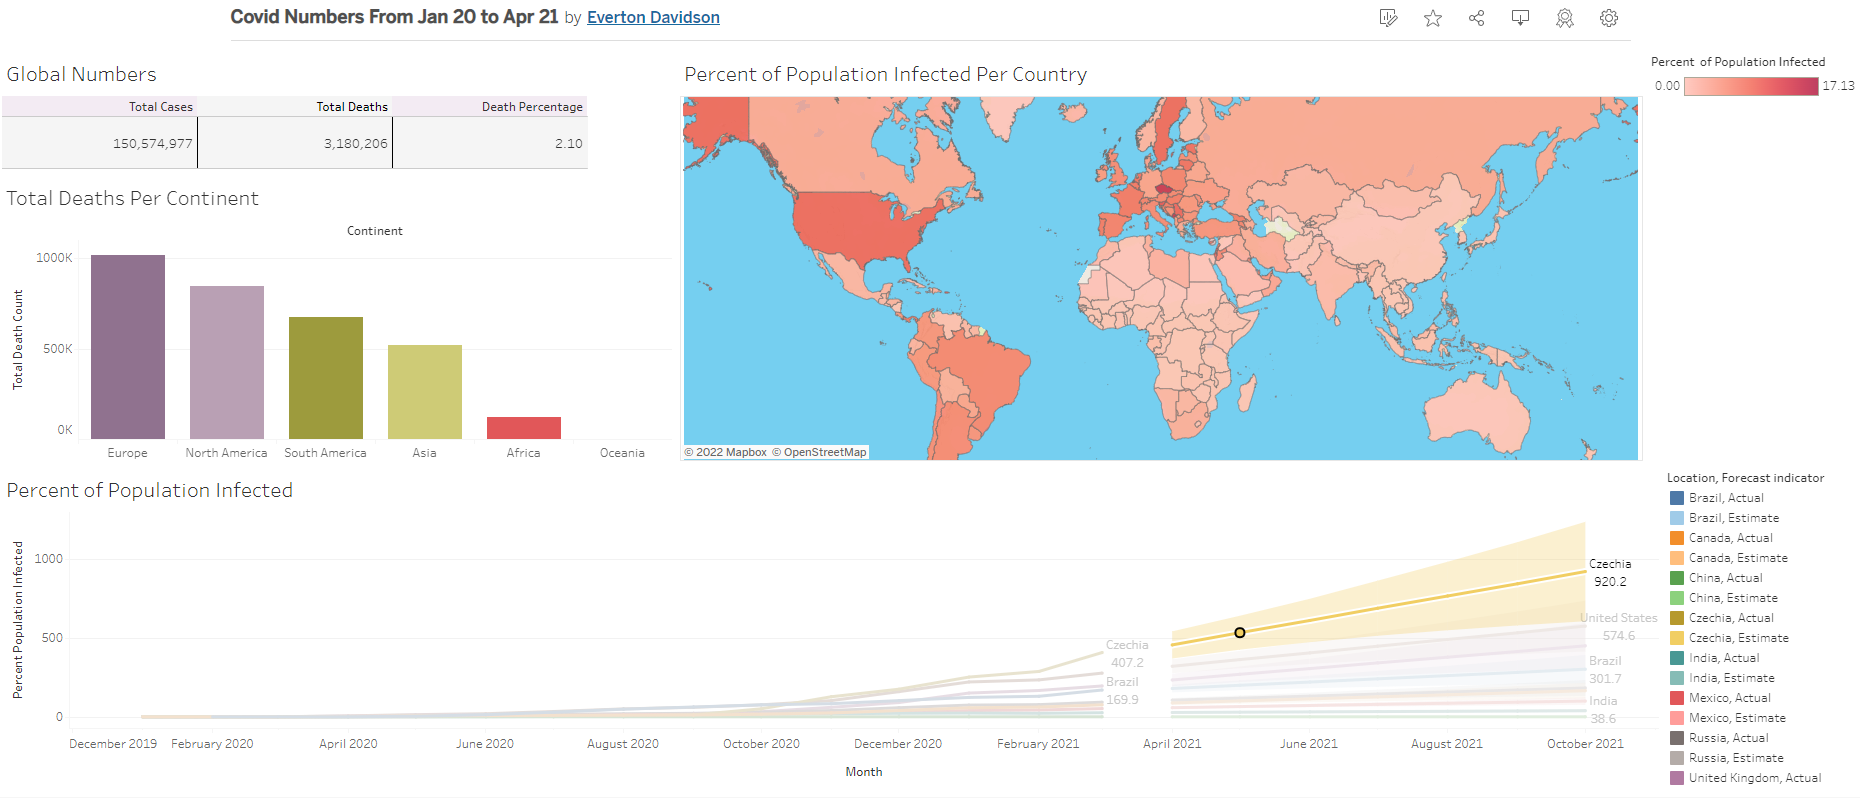 Covid Numbers From Jan 20 to Apr 21 by Everton Davidson
Global Numbers
Total Cases Total Deaths Death Percentage
150,574,977 3,180,206 2.10
Total Deaths Per Continent
Continent
Total Death Count
1000K
500K
0K
Europe North America South America Asia Africa Oceania
Percent of Population Infected Per Country
© 2022 Mapbox © OpenStreetMap
Percent of Population Infected
0.00 17.13
Percent of Population Infected
Percent Population Infected
1000
500
0
Czechia
407.2
Brazil
169.9
Czechia
920.2
United States
574.6
Brazil
301.7
India
38.6
December 2019 February 2020 April 2020 June 2020 August 2020 October 2020 December 2020 February 2021 April 2021 June 2021 August 2021 October 2021
Month
Location, Forecast indicator
Brazil, Actual
Brazil, Estimate
Canada, Actual
Canada, Estimate
China, Actual
China, Estimate
Czechia, Actual
Czechia, Estimate
India, Actual
India, Estimate
Mexico, Actual
Mexico, Estimate
Russia, Actual
Russia, Estimate
United Kingdom, Actual